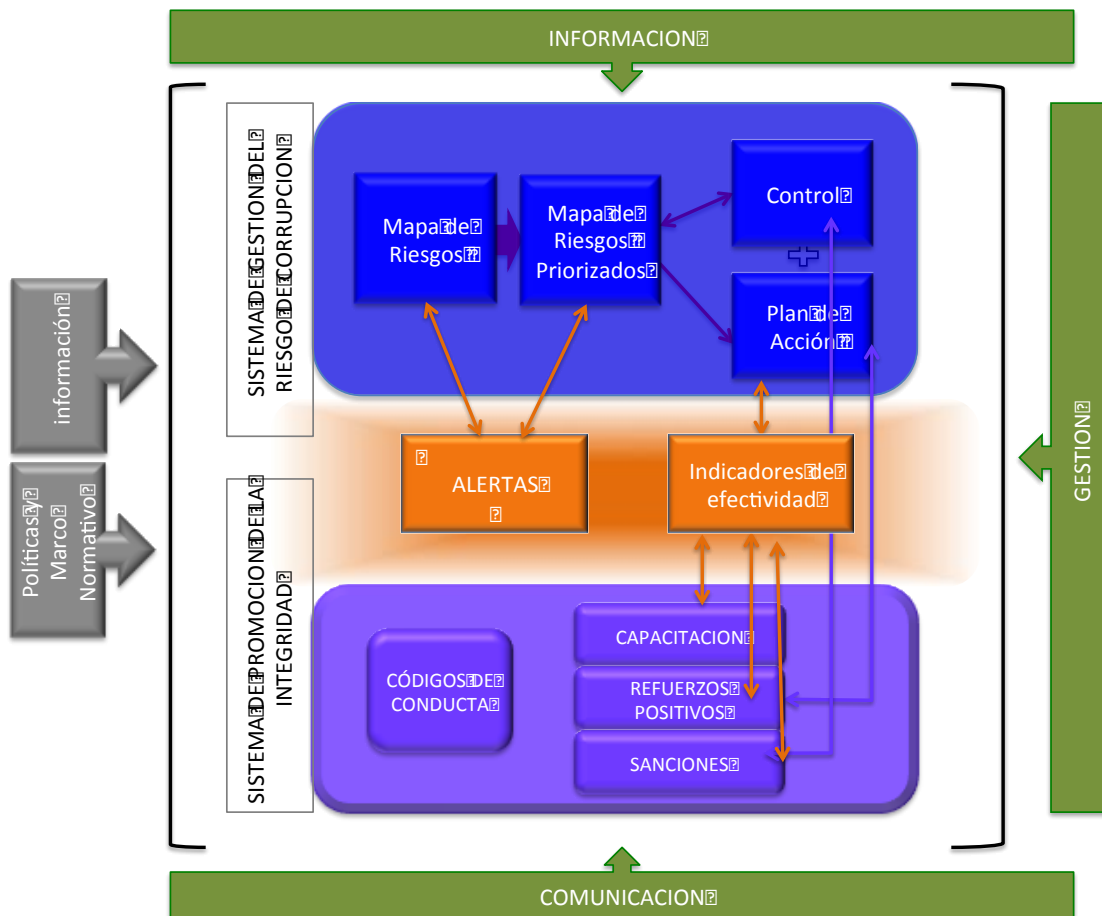 INFORMACION
SISTEMA DE GESTION DEL
RIESGO DE CORRUPCION
Mapa de
Riesgos
Mapa de
Riesgos
Priorizados
Control
Plan de
Acción
información
Políticas y
Marco
Normativo
ALERTAS
Indicadores de
efectividad
GESTION
SISTEMA DE PROMOCION DE LA
INTEGRIDAD
CÓDIGOS DE
CONDUCTA
CAPACITACION
REFUERZOS
POSITIVOS
SANCIONES
COMUNICACION